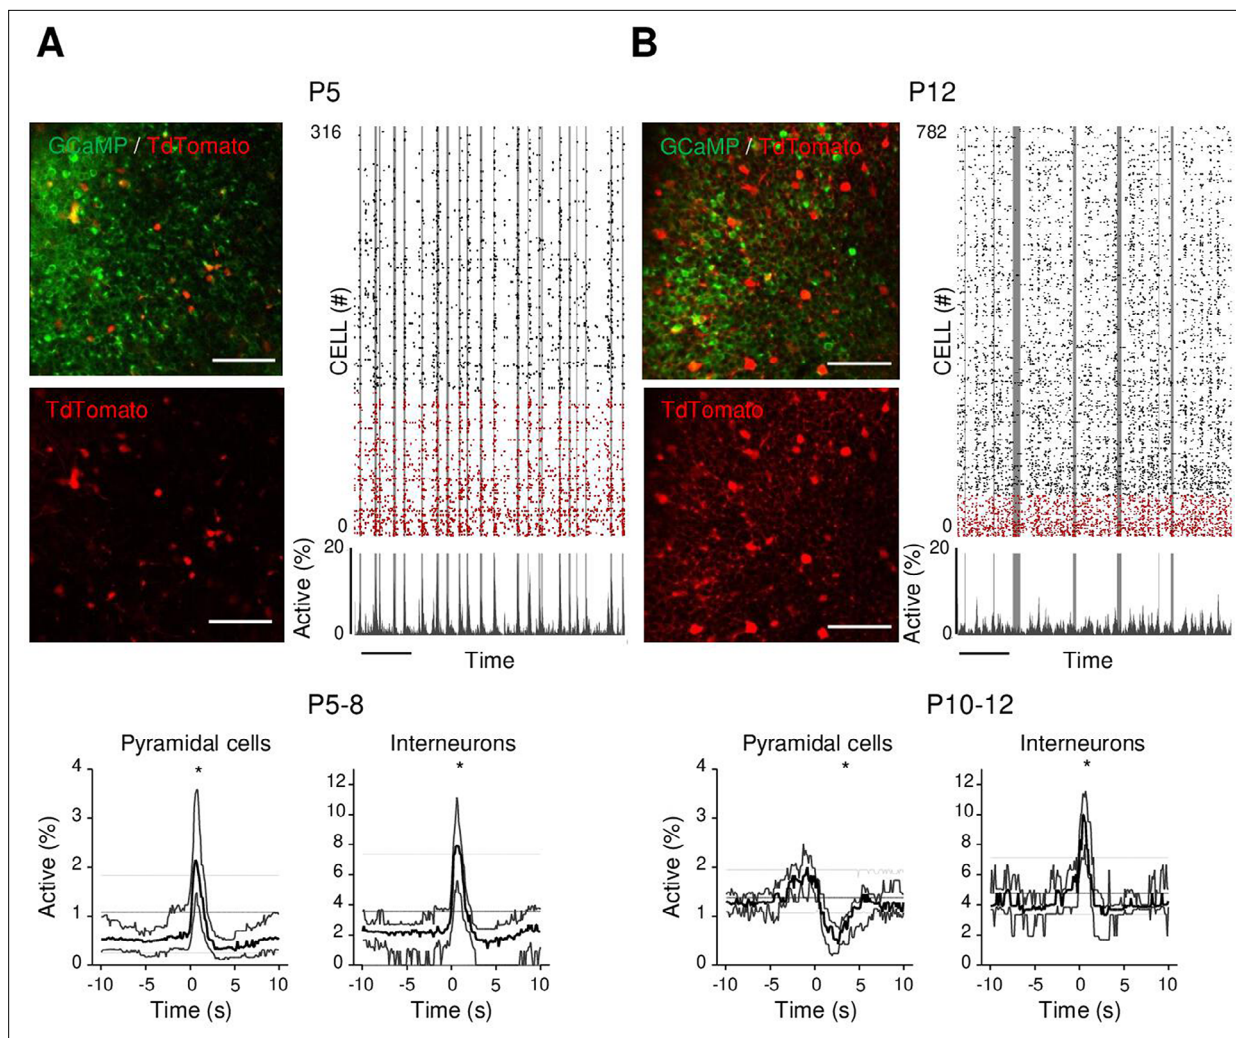 A
B
P5
P12
GCaMP / TdTomato
316
CELL (#)
0
TdTomato
20
Active (%)
0
Time
GCaMP / TdTomato
782
CELL (#)
0
TdTomato
20
Active (%)
0
Time
P5-8
P10-12
Pyramidal cells
*
4
3
2
1
0
Active (%)
-10 -5 0 5 10
Time (s)
Interneurons
*
12
10
8
6
4
2
0
-10 -5 0 5 10
Time (s)
Pyramidal cells
*
4
3
2
1
0
Active (%)
-10 -5 0 5 10
Time (s)
Interneurons
*
12
10
8
6
4
2
0
-10 -5 0 5 10
Time (s)